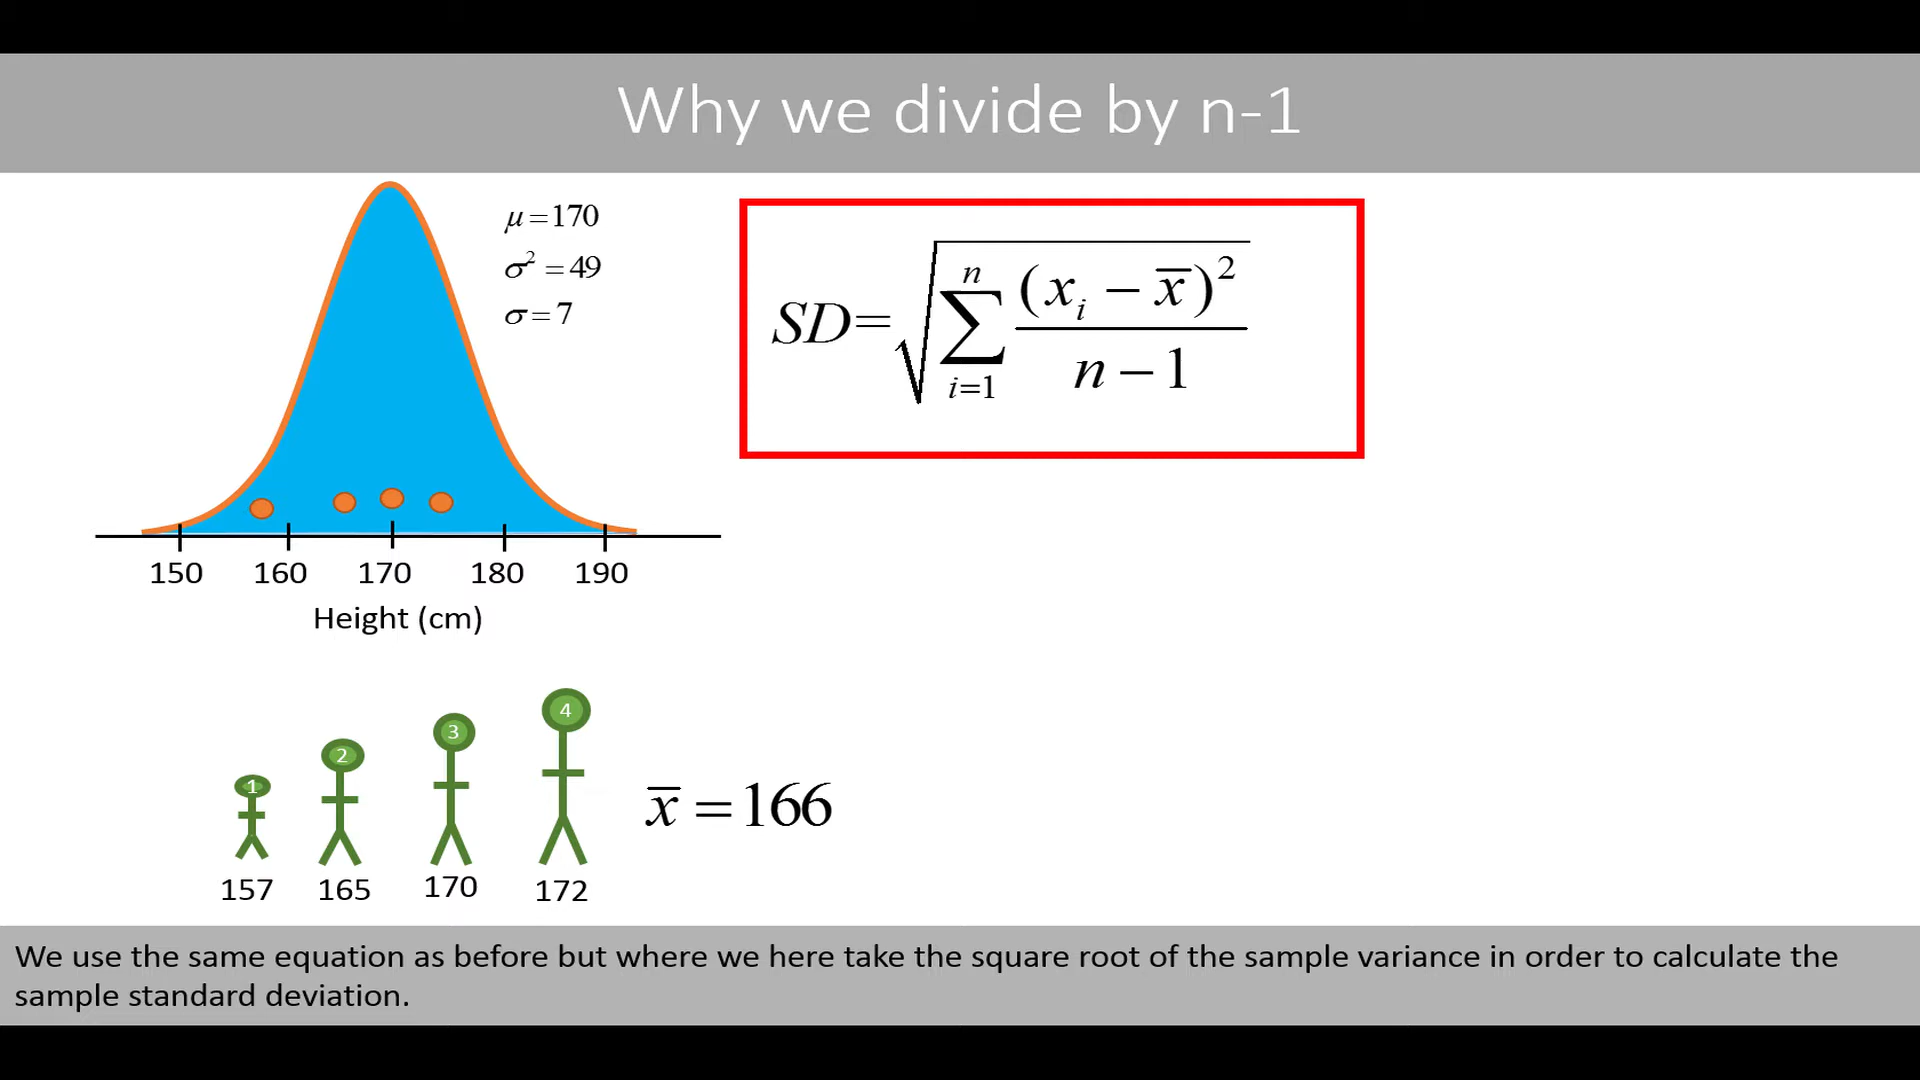 Why we divide by n-1
μ=170
σ² =49
σ=7
SD=√∑ⁿᵢ₌₁ (xᵢ − x̅)² / n − 1
150 160 170 180 190
Height (cm)
1 2 3 4
x̅ =166
157 165 170 172
We use the same equation as before but where we here take the square root of the sample variance in order to calculate the
sample standard deviation.